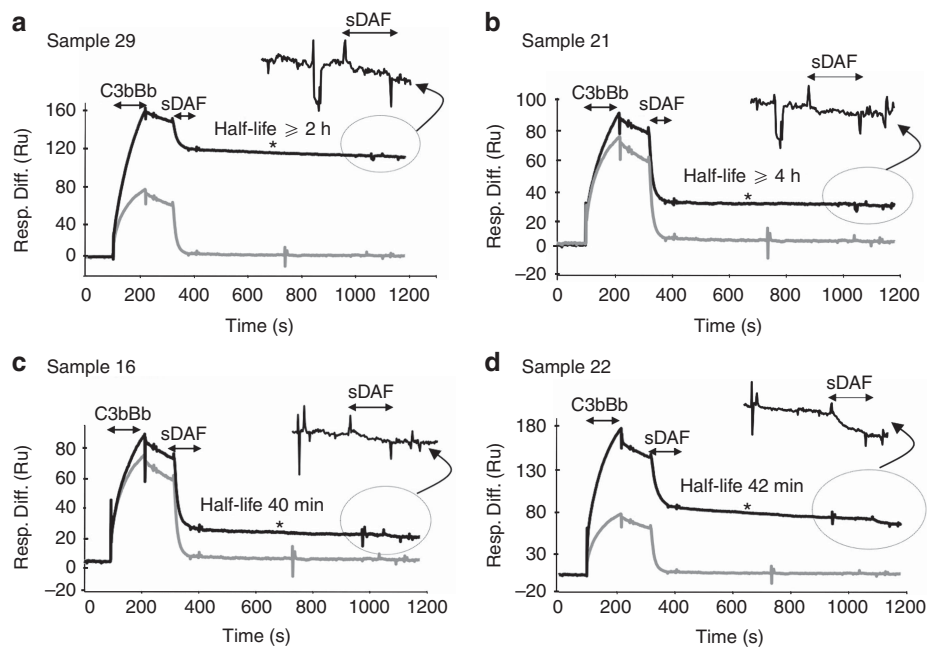 a Sample 29
sDAF
C3bBb
sDAF
Half-life ⩾ 2 h
*
Resp. Diff. (Ru)
160
120
80
40
0
0 200 400 600 800 1000 1200
Time (s)
b Sample 21
sDAF
C3bBb
sDAF
Half-life ⩾ 4 h
*
Resp. Diff. (Ru)
100
80
60
40
20
0
–20
0 200 400 600 800 1000 1200
Time (s)
c Sample 16
sDAF
C3bBb
sDAF
Half-life 40 min
*
Resp. Diff. (Ru)
80
60
40
20
0
–20
0 200 400 600 800 1000 1200
Time (s)
d Sample 22
sDAF
C3bBb
sDAF
Half-life 42 min
*
Resp. Diff. (Ru)
180
130
80
30
–20
0 200 400 600 800 1000 1200
Time (s)